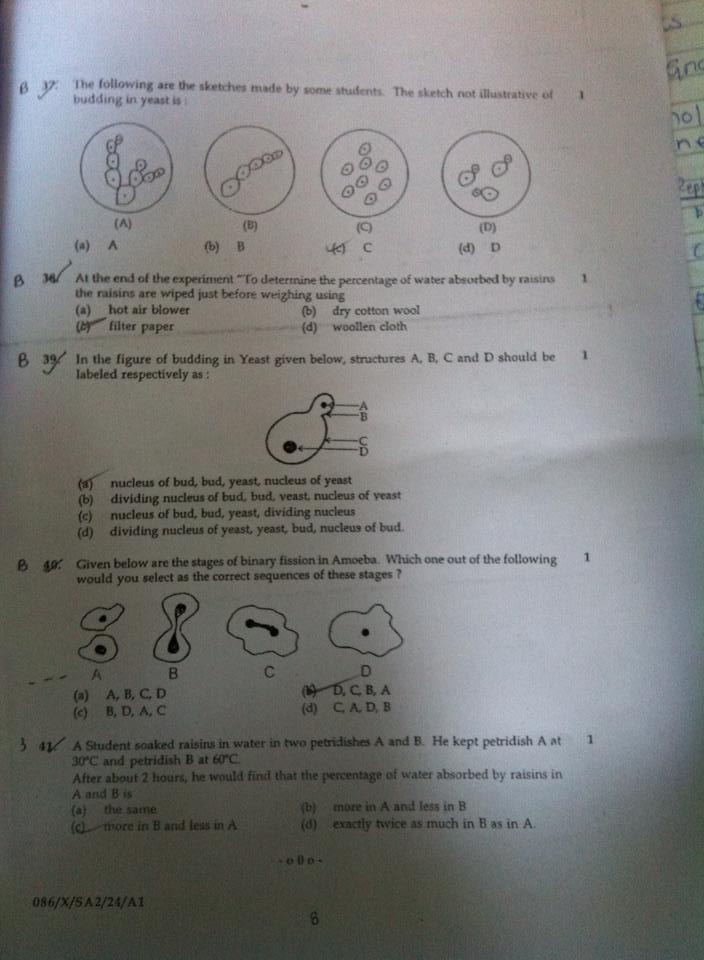 B 37. The following are the sketches made by some students. The sketch not illustrative of 1
budding in yeast is :
(A) (B) (C) (D)
(a) A (b) B (c) C (d) D
B 38. At the end of the experiment "To determine the percentage of water absorbed by raisins 1
the raisins are wiped just before weighing using
(a) hot air blower (b) dry cotton wool
(c) filter paper (d) woollen cloth
B 39. In the figure of budding in Yeast given below, structures A, B, C and D should be 1
labeled respectively as :
A
B
C
D
(a) nucleus of bud, bud, yeast, nucleus of yeast
(b) dividing nucleus of bud, bud, yeast, nucleus of yeast
(c) nucleus of bud, bud, yeast, dividing nucleus
(d) dividing nucleus of yeast, yeast, bud, nucleus of bud.
B 40. Given below are the stages of binary fission in Amoeba. Which one out of the following 1
would you select as the correct sequences of these stages ?
A B C D
(a) A, B, C, D (b) D, C, B, A
(c) B, D, A, C (d) C, A, D, B
41. A Student soaked raisins in water in two petridishes A and B. He kept petridish A at 1
30°C and petridish B at 60°C.
After about 2 hours, he would find that the percentage of water absorbed by raisins in
A and B is
(a) the same (b) more in A and less in B
(c) more in B and less in A (d) exactly twice as much in B as in A.
- o 0 o -
086/X/SA2/24/A1
8